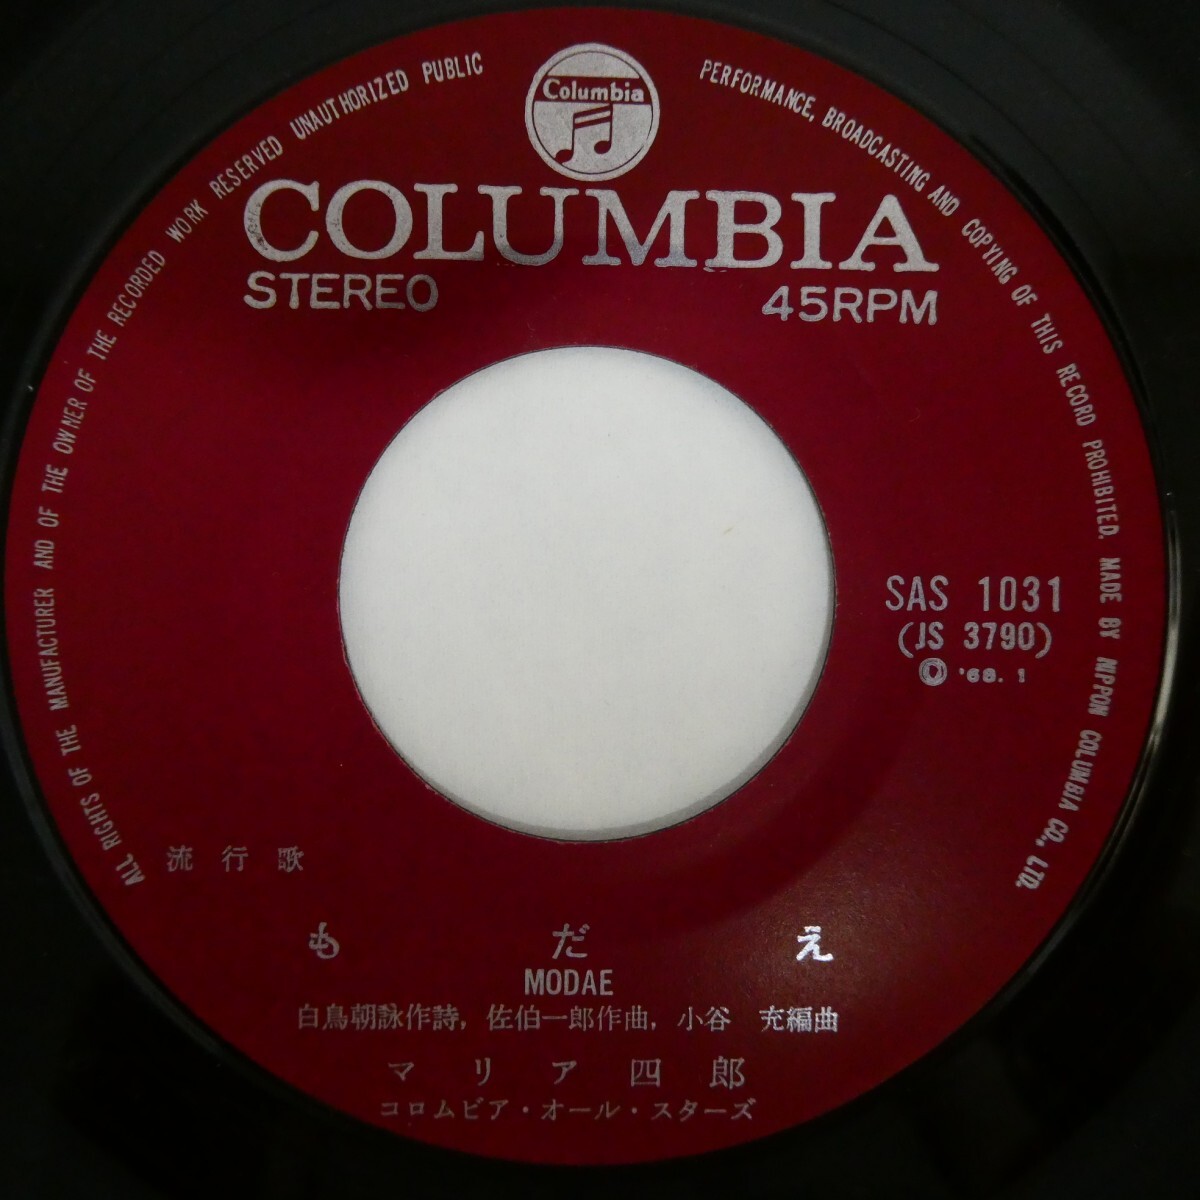 ALL RIGHTS OF THE MANUFACTURER AND OF THE OWNER OF THE RECORDED WORK RESERVED UNAUTHORIZED PUBLIC PERFORMANCE, BROADCASTING AND COPYING OF THIS RECORD PROHIBITED. MADE BY NIPPON COLUMBIA CO., LTD.
Columbia
COLUMBIA
STEREO 45RPM
SAS 1031
(JS 3790)
Ⓟ '68. 1
流行歌
もだえ
MODAE
白鳥朝詠作詩, 佐伯一郎作曲, 小谷 充編曲
マリア四郎
コロムビア・オール・スターズ